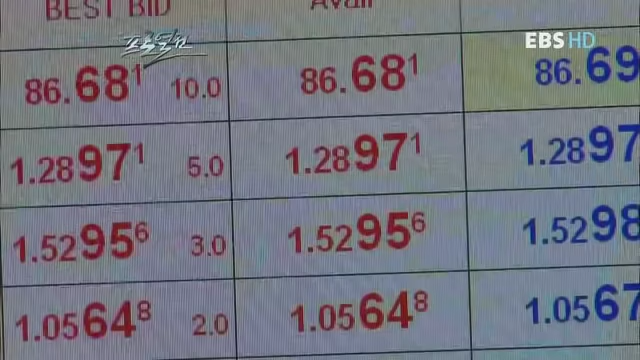 BEST BID Avail
EBS HD
86.68¹ 10.0 86.68¹ 86.69
1.2897¹ 5.0 1.2897¹ 1.2897
1.5295⁶ 3.0 1.5295⁶ 1.5298
1.0564⁸ 2.0 1.0564⁸ 1.0567